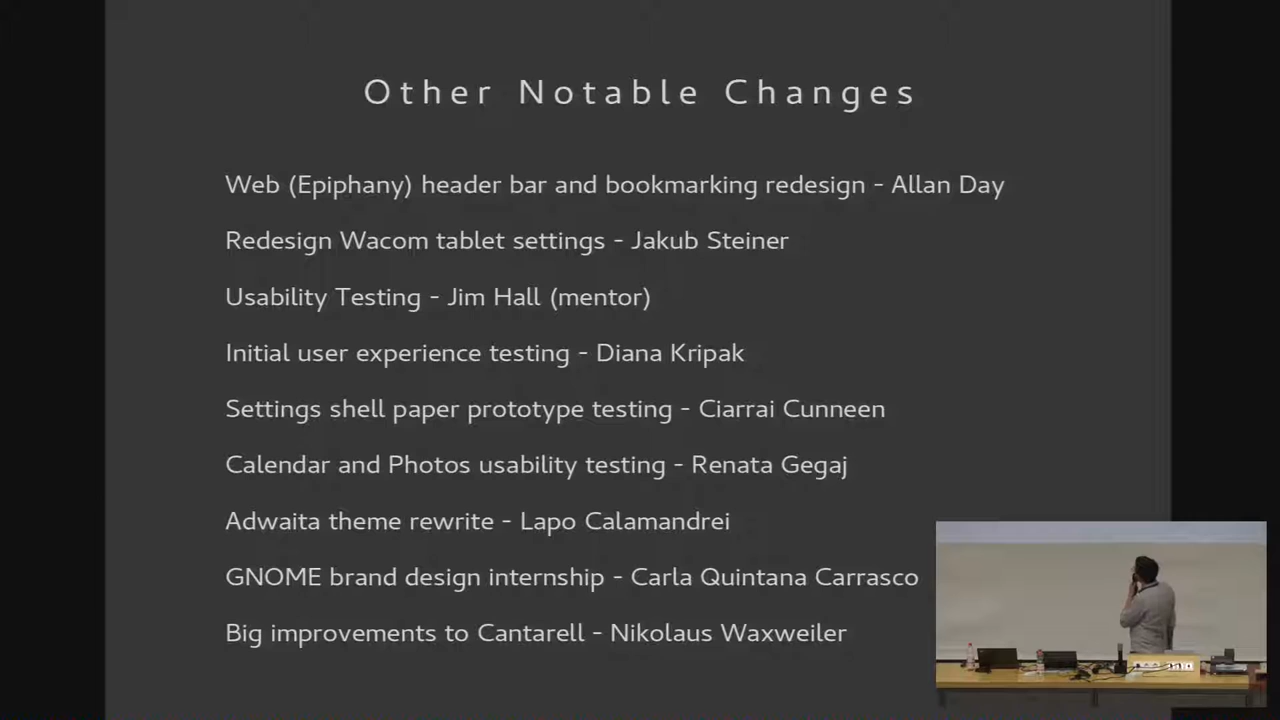 Other Notable Changes
Web (Epiphany) header bar and bookmarking redesign - Allan Day
Redesign Wacom tablet settings - Jakub Steiner
Usability Testing - Jim Hall (mentor)
Initial user experience testing - Diana Kripak
Settings shell paper prototype testing - Ciarrai Cunneen
Calendar and Photos usability testing - Renata Gegaj
Adwaita theme rewrite - Lapo Calamandrei
GNOME brand design internship - Carla Quintana Carrasco
Big improvements to Cantarell - Nikolaus Waxweiler